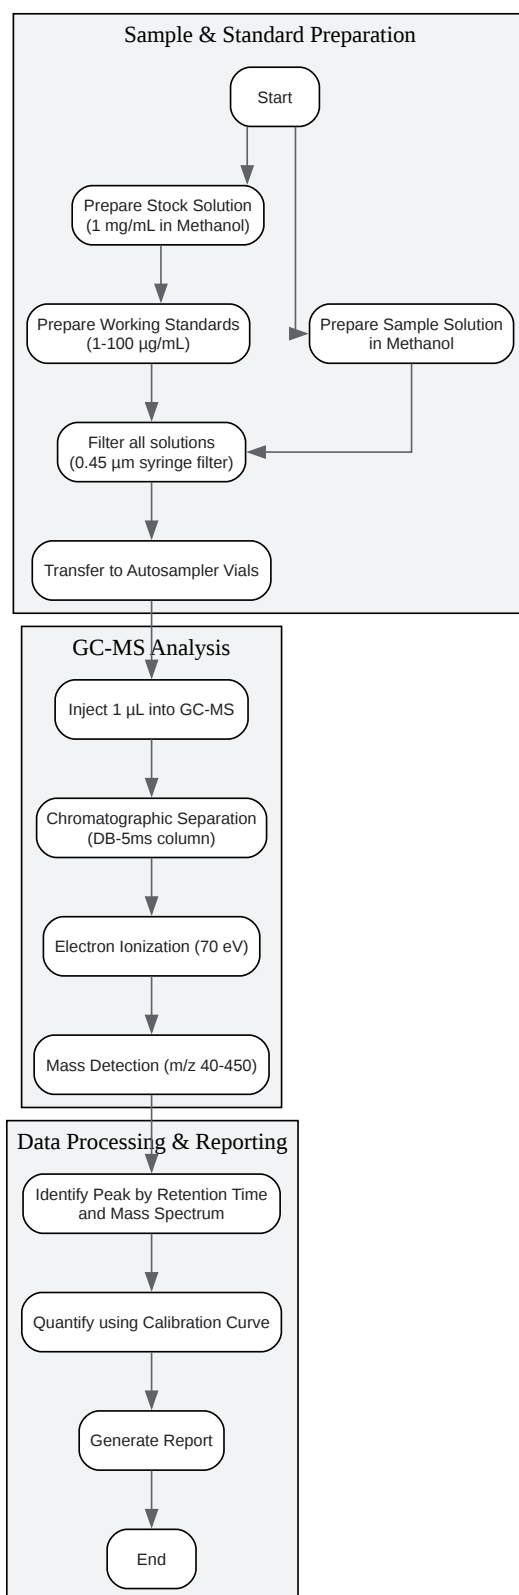 Sample & Standard Preparation
Start
Prepare Stock Solution
(1 mg/mL in Methanol)
Prepare Working Standards
(1-100 µg/mL)
Prepare Sample Solution
in Methanol
Filter all solutions
(0.45 µm syringe filter)
Transfer to Autosampler Vials
GC-MS Analysis
Inject 1 µL into GC-MS
Chromatographic Separation
(DB-5ms column)
Electron Ionization (70 eV)
Mass Detection (m/z 40-450)
Data Processing & Reporting
Identify Peak by Retention Time
and Mass Spectrum
Quantify using Calibration Curve
Generate Report
End